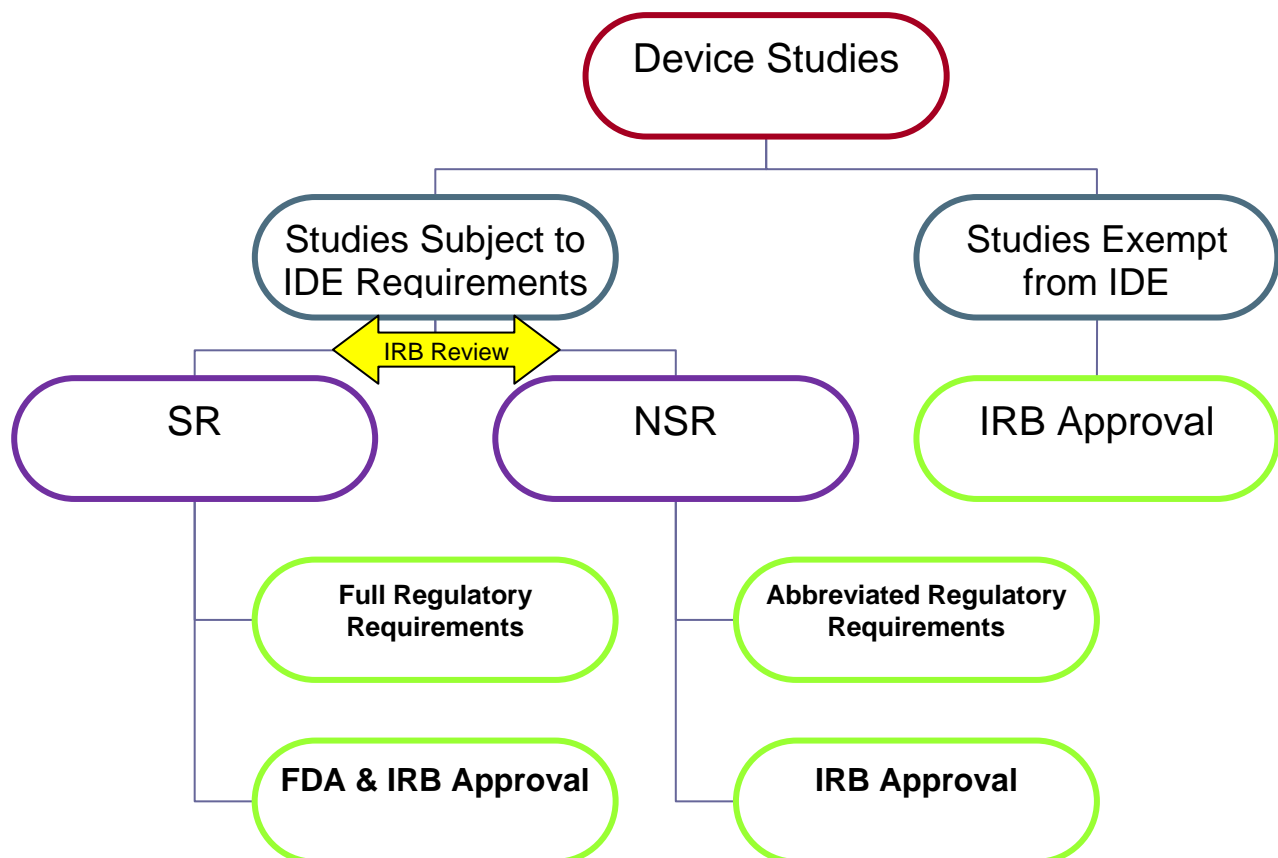 Device Studies
Studies Subject to
IDE Requirements
Studies Exempt
from IDE
IRB Review
SR
NSR
IRB Approval
Full Regulatory
Requirements
Abbreviated Regulatory
Requirements
FDA & IRB Approval
IRB Approval